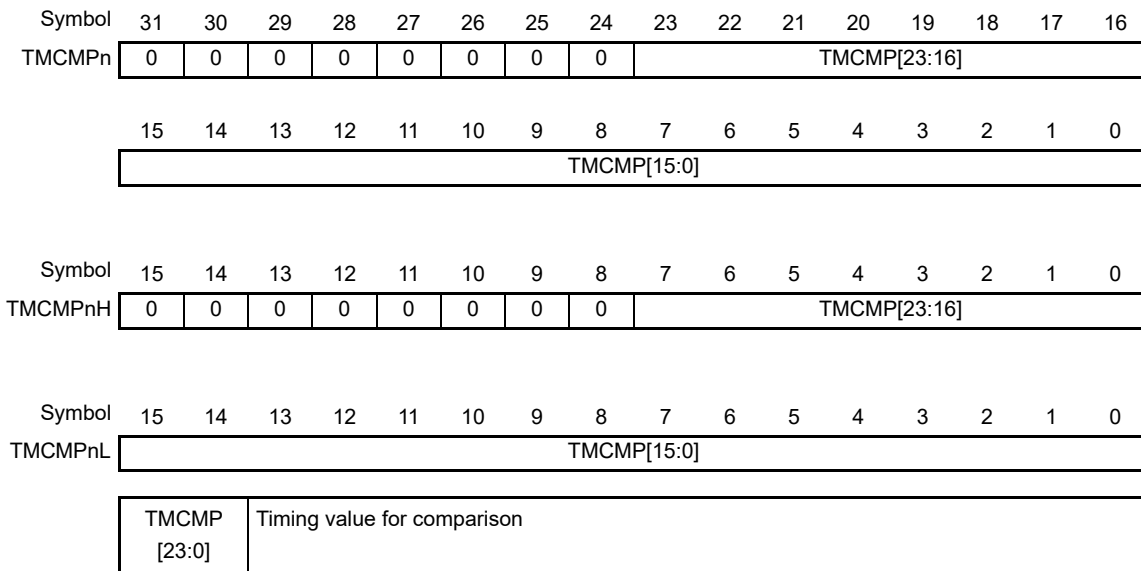 Symbol 31 30 29 28 27 26 25 24 23 22 21 20 19 18 17 16
TMCMPn 0 0 0 0 0 0 0 0 TMCMP[23:16]
15 14 13 12 11 10 9 8 7 6 5 4 3 2 1 0
TMCMP[15:0]
Symbol 15 14 13 12 11 10 9 8 7 6 5 4 3 2 1 0
TMCMPnH 0 0 0 0 0 0 0 0 TMCMP[23:16]
Symbol 15 14 13 12 11 10 9 8 7 6 5 4 3 2 1 0
TMCMPnL TMCMP[15:0]
TMCMP Timing value for comparison
[23:0]